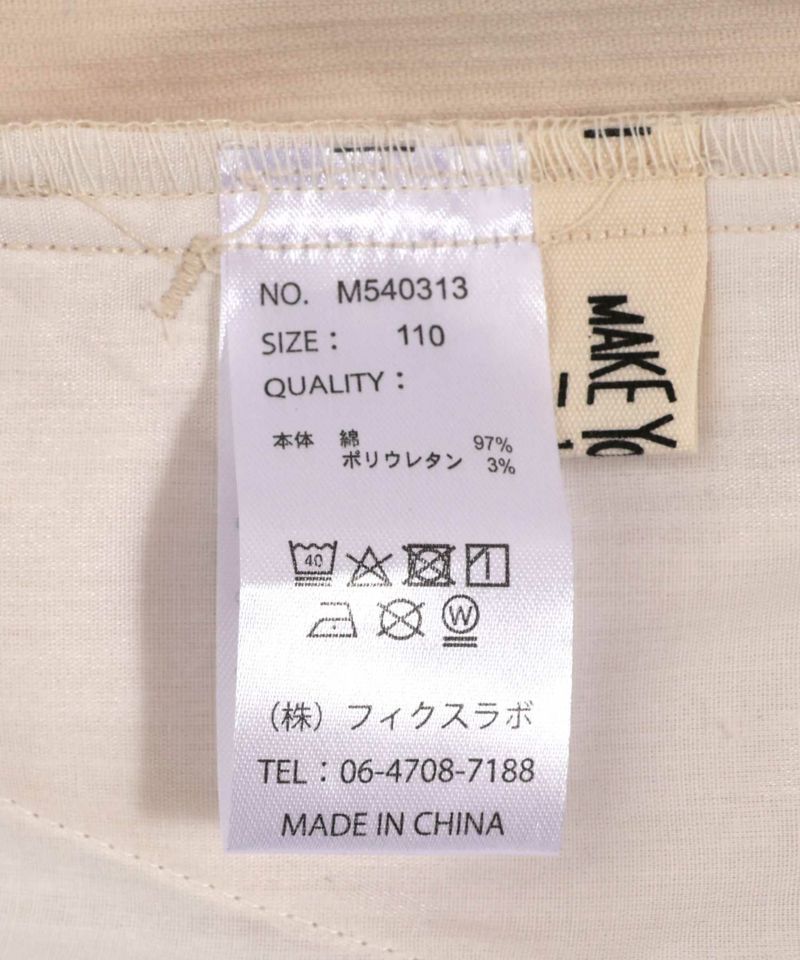 NO. M540313
SIZE： 110
QUALITY：
本体 綿 97%
ポリウレタン 3%
40
W
（株）フィクスラボ
TEL：06-4708-7188
MADE IN CHINA
MAKE YO